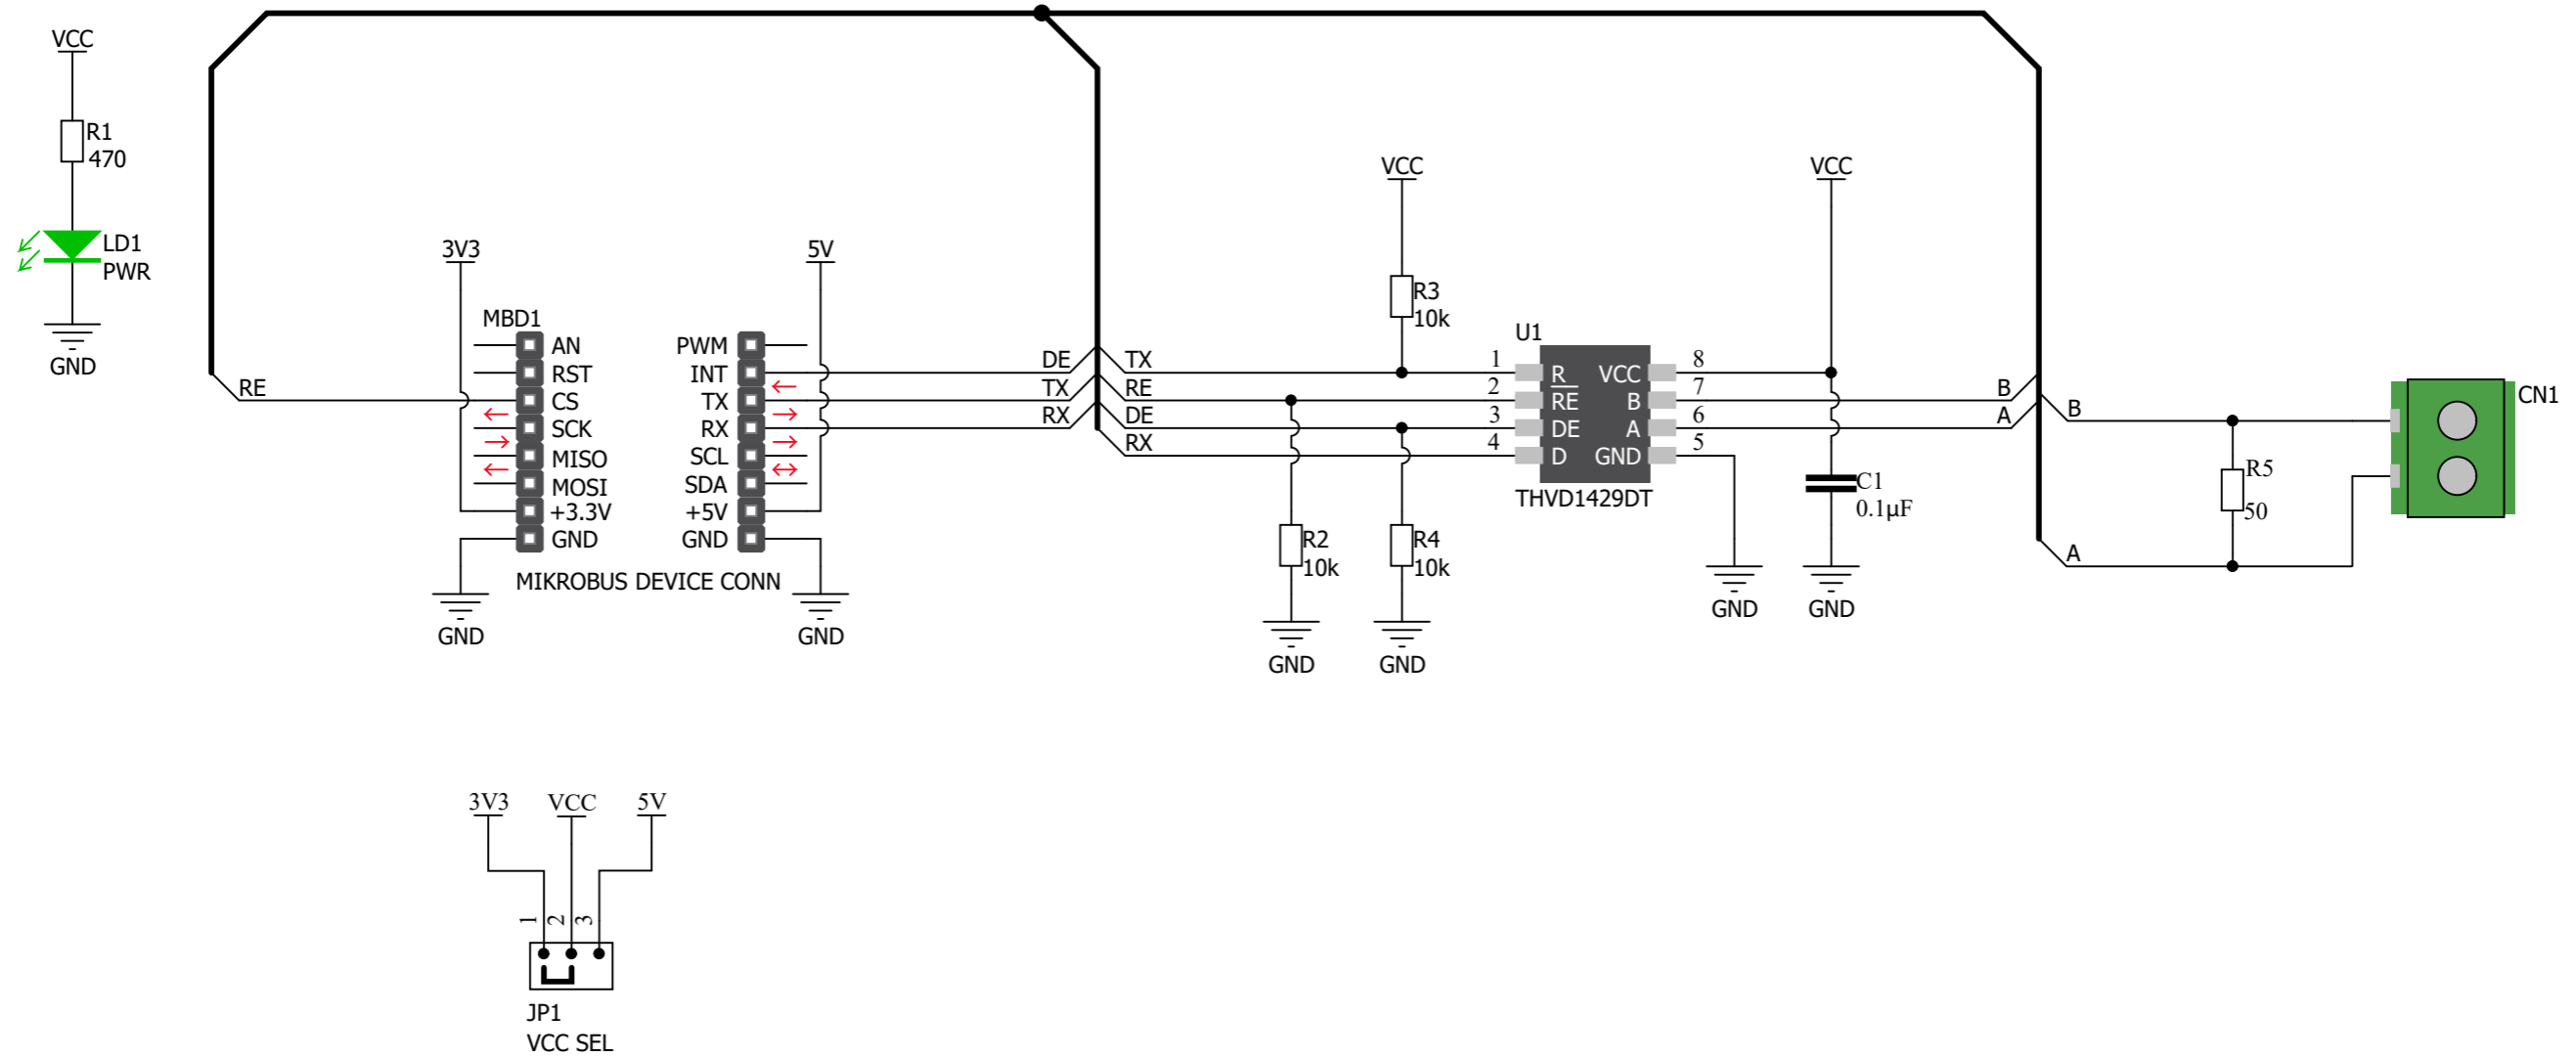 VCC
R1
470
LD1
PWR
GND
3V3
5V
MBD1
AN
RST
CS
SCK
MISO
MOSI
+3.3V
GND
PWM
INT
TX
RX
SCL
SDA
+5V
GND
MIKROBUS DEVICE CONN
GND
GND
RE
DE
TX
RX
TX
RE
DE
RX
VCC
R3
10k
R2
10k
GND
R4
10k
GND
U1
1
2
3
4
R
RE
DE
D
VCC
B
A
GND
8
7
6
5
THVD1429DT
VCC
C1
0.1µF
GND
GND
B
A
B
A
R5
50
CN1
3V3 VCC 5V
1
2
3
JP1
VCC SEL